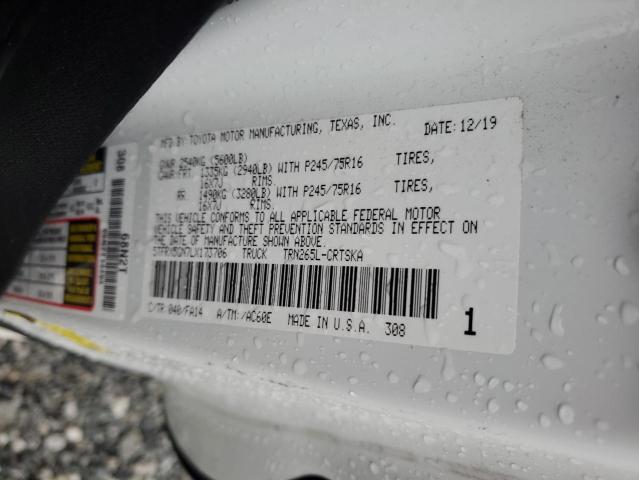 MFD BY: TOYOTA MOTOR MANUFACTURING, TEXAS, INC. DATE: 12/19
GVWR 2540KG (5600LB)
GAWR FRT 1335KG (2940LB) WITH P245/75R16 TIRES,
16X7J RIMS
RR 1490KG (3280LB) WITH P245/75R16 TIRES,
16X7J RIMS
THIS VEHICLE CONFORMS TO ALL APPLICABLE FEDERAL MOTOR
VEHICLE SAFETY AND THEFT PREVENTION STANDARDS IN EFFECT ON
THE DATE OF MANUFACTURE SHOWN ABOVE.
5TFRX5GN7LX173706 TRUCK TRN265L-CRTSKA
C/TR 040/FA14 A/TM:/AC60E MADE IN U.S.A. 308 1
308
68N2T